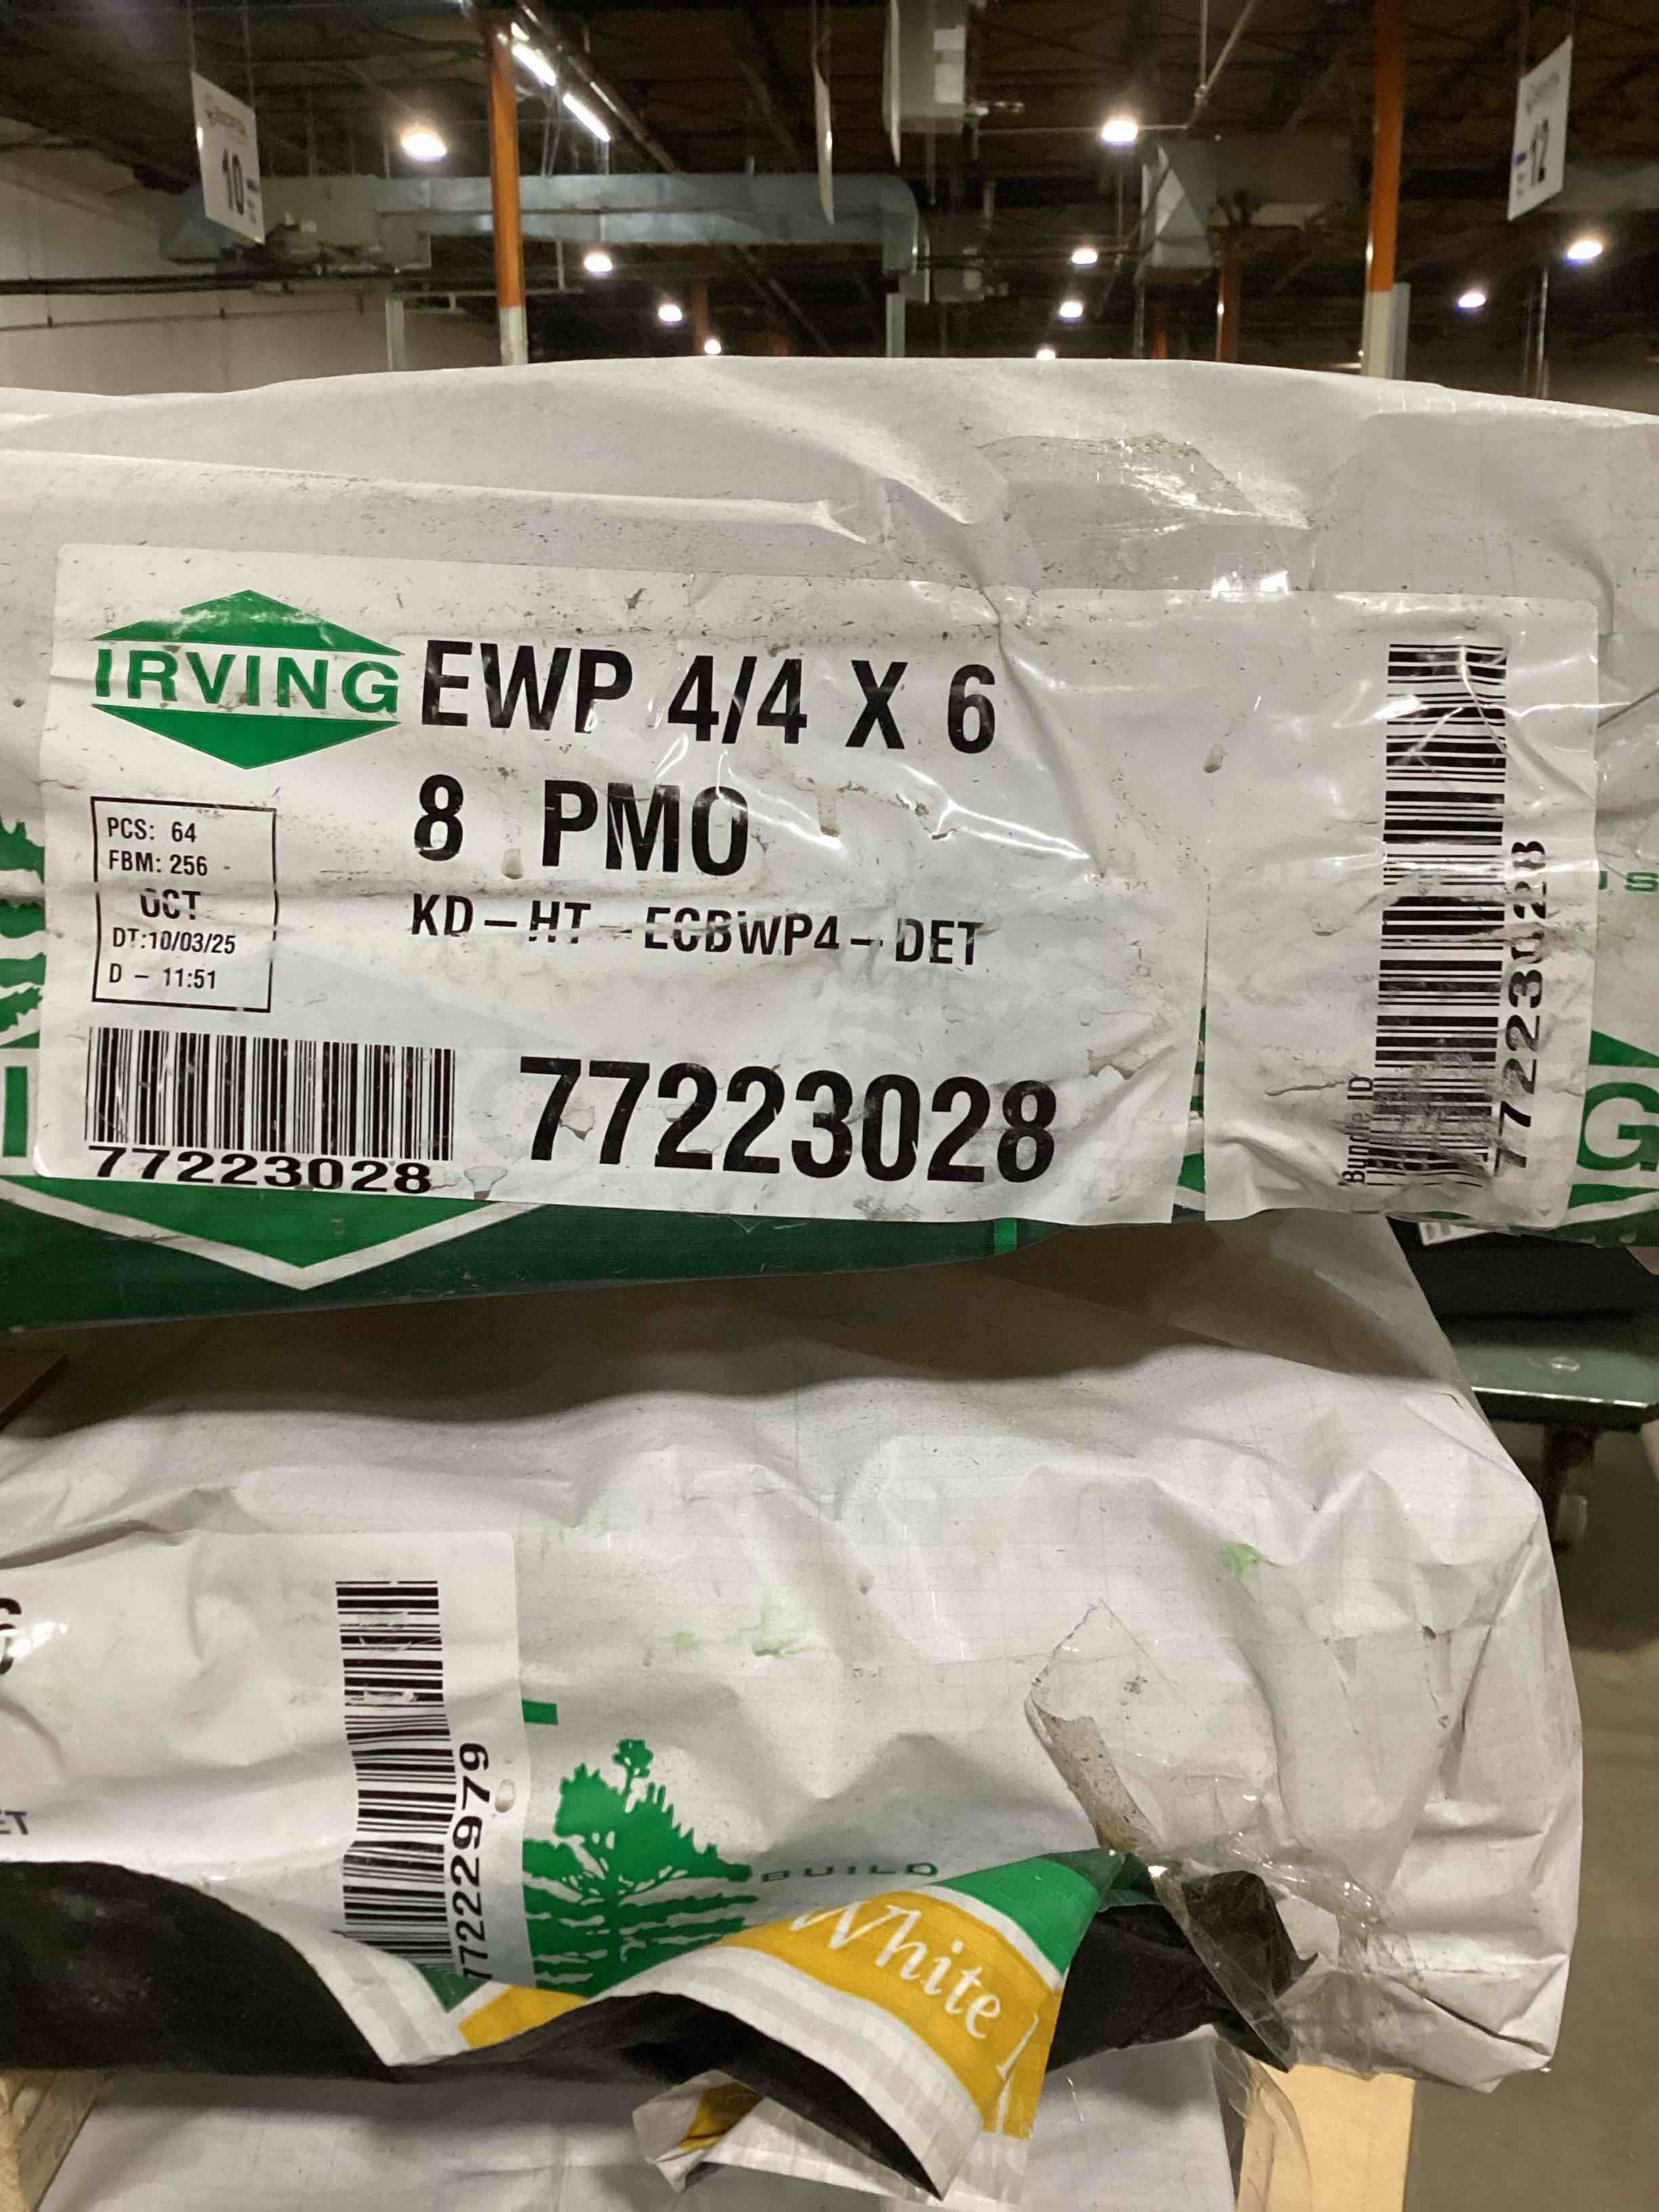 10
12
IRVING
EWP 4/4 X 6
8 PMO
KD-HT-ECBWP4-DET
PCS: 64
FBM: 256
OCT
DT:10/03/25
D - 11:51
77223028
77223028
Bundle ID
77223028
G
77222979
ET
BUILD
White